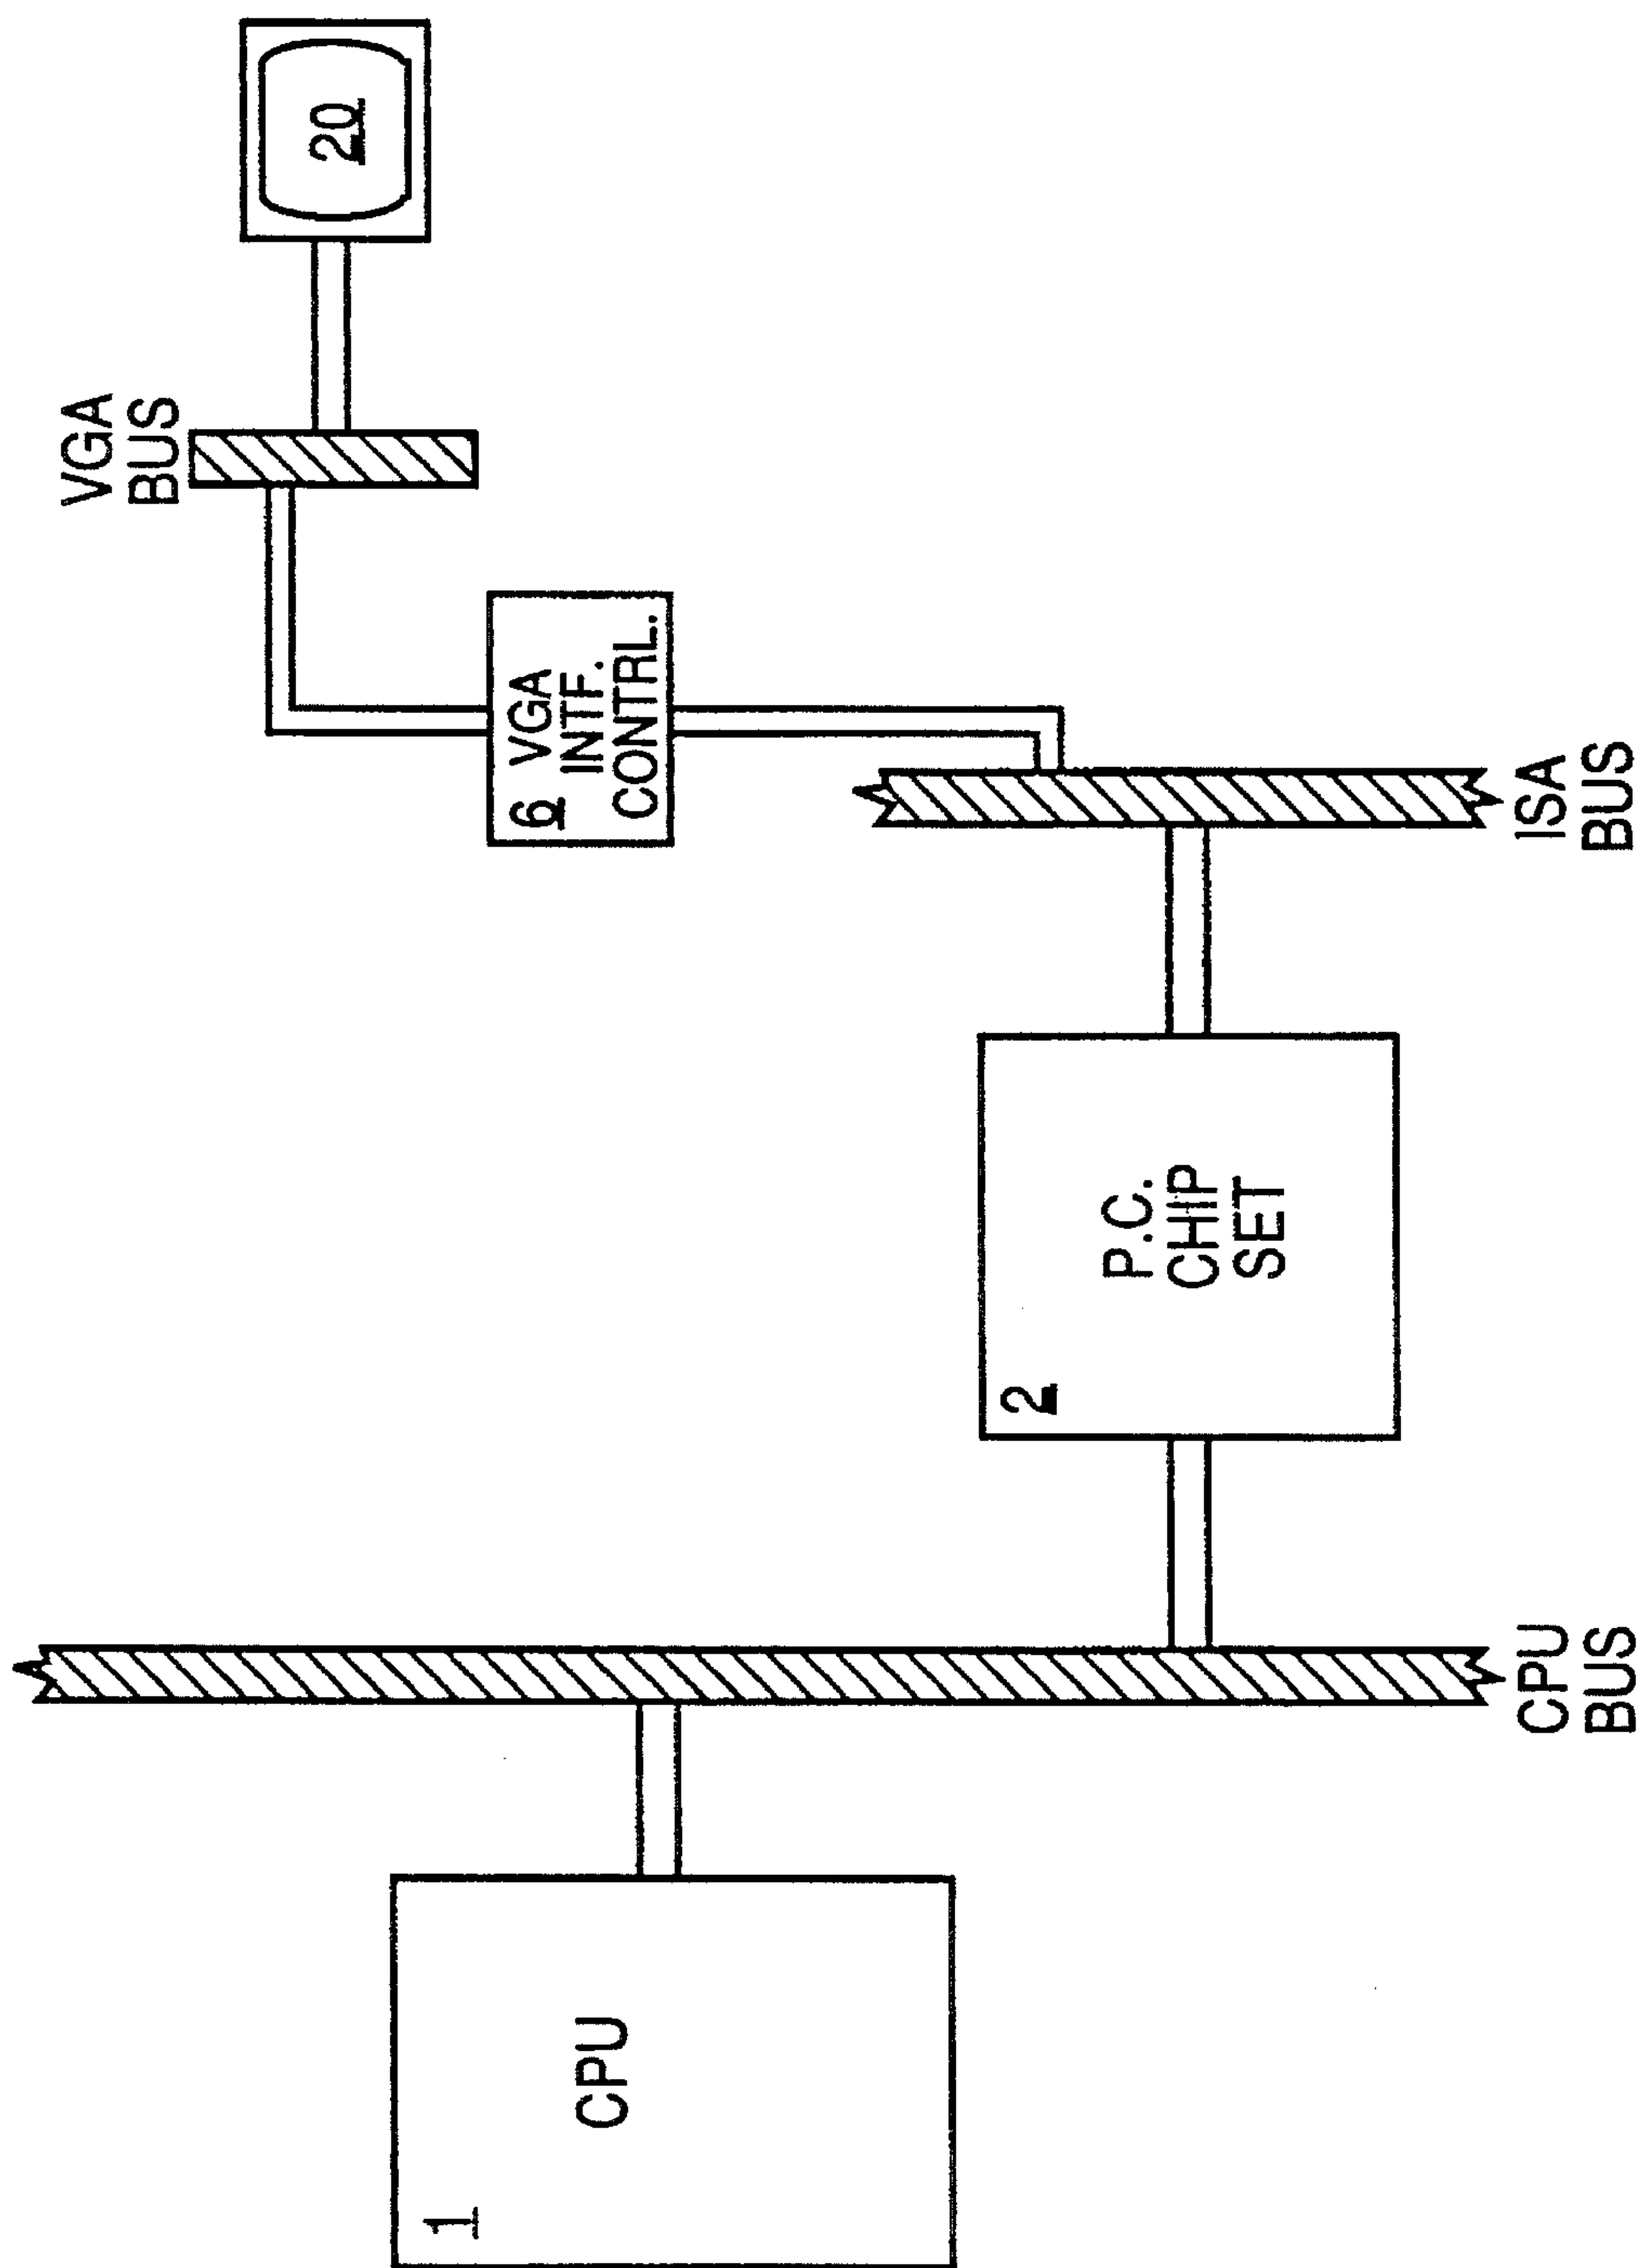 1
CPU
CPU
BUS
2
P.C.
CHIP
SET
ISA
BUS
6 VGA
INTF.
CONTRL.
VGA
BUS
20